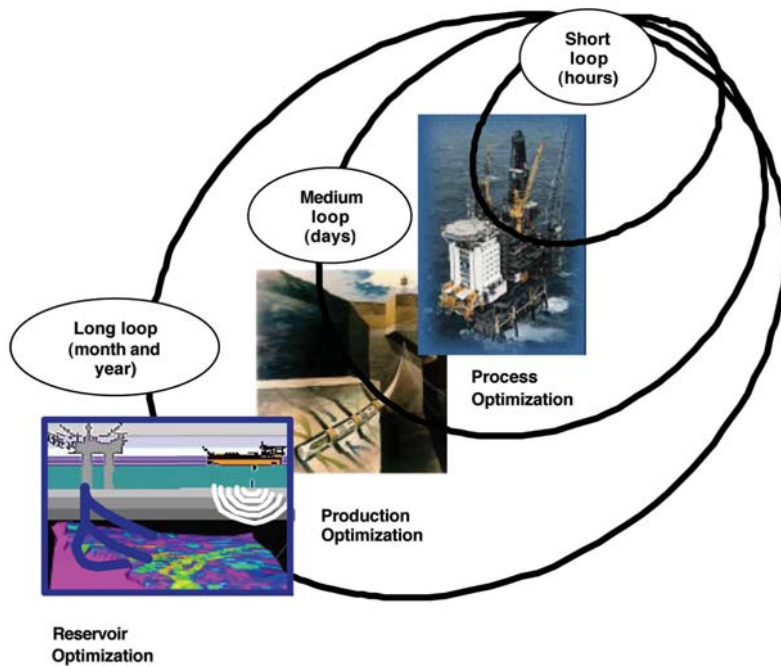 Short
loop
(hours)
Medium
loop
(days)
Long loop
(month and
year)
Process
Optimization
Production
Optimization
Reservoir
Optimization